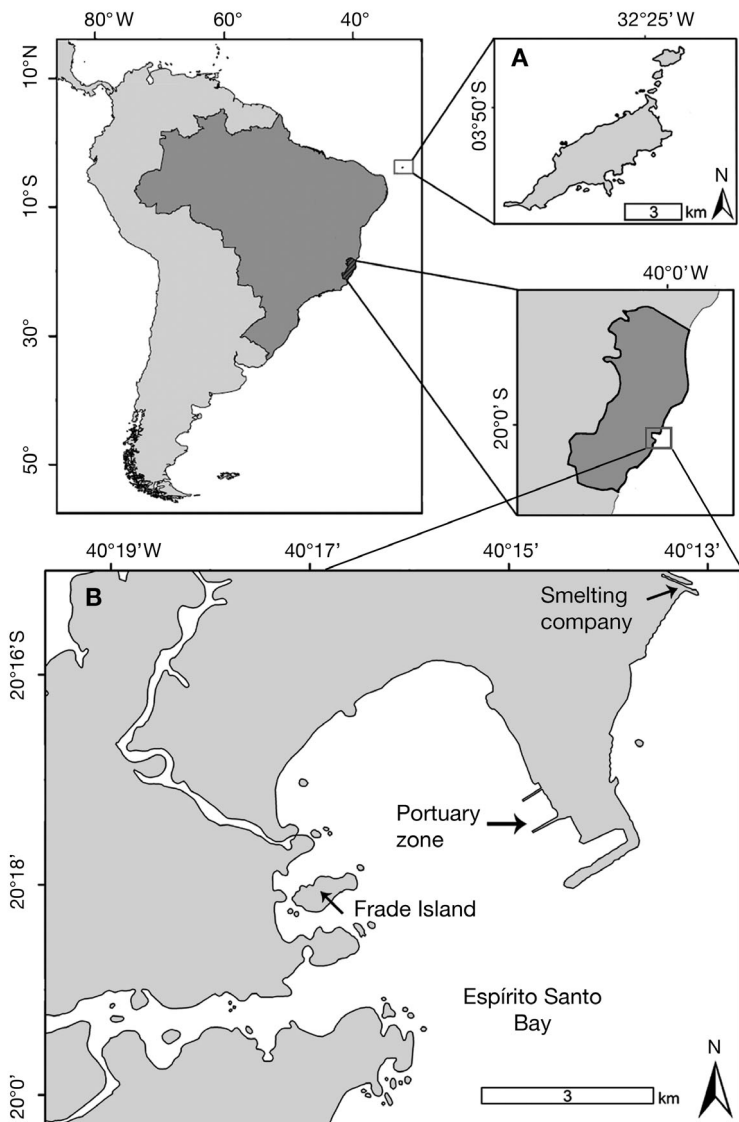 80° W 60° 40°
10°N
10°S
30°
50°
32°25’W
A
03°50’ S
N
3 km
40°0’ W
20°0’ S
40°19’W 40°17’ 40°15’ 40°13’
B
20°16’S
20°18’
20°0’
Smelting
company
Portuary
zone
Frade Island
Espírito Santo
Bay
N
3 km